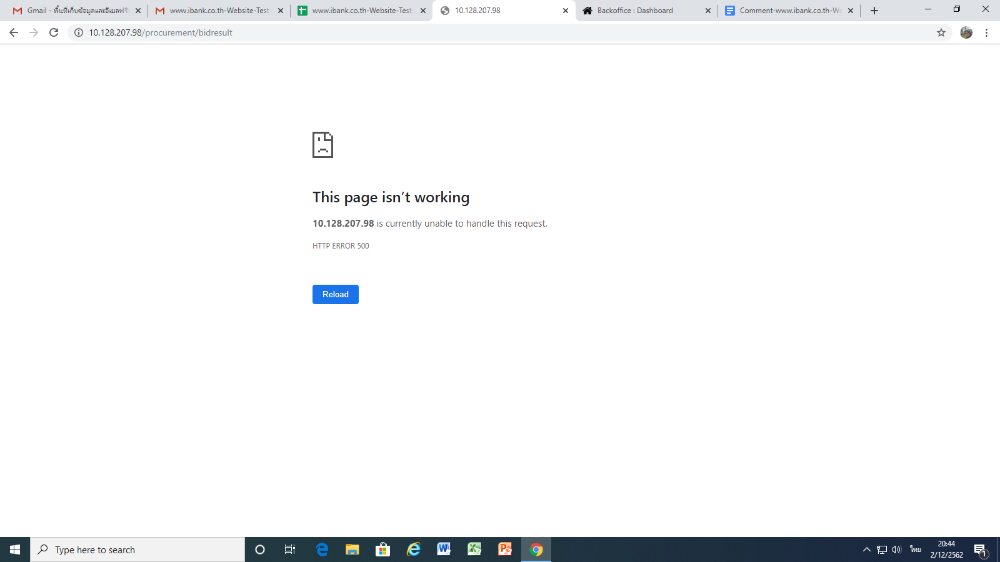 Gmail - พื้นที่เก็บข้อมูลและอีเมลฟรี
www.ibank.co.th-Website-Test-
www.ibank.co.th-Website-Test-
10.128.207.98
Backoffice : Dashboard
Comment-www.ibank.co.th-We
10.128.207.98/procurement/bidresult
This page isn’t working
10.128.207.98 is currently unable to handle this request.
HTTP ERROR 500
Reload
Type here to search
ไทย
20:44
2/12/2562
1